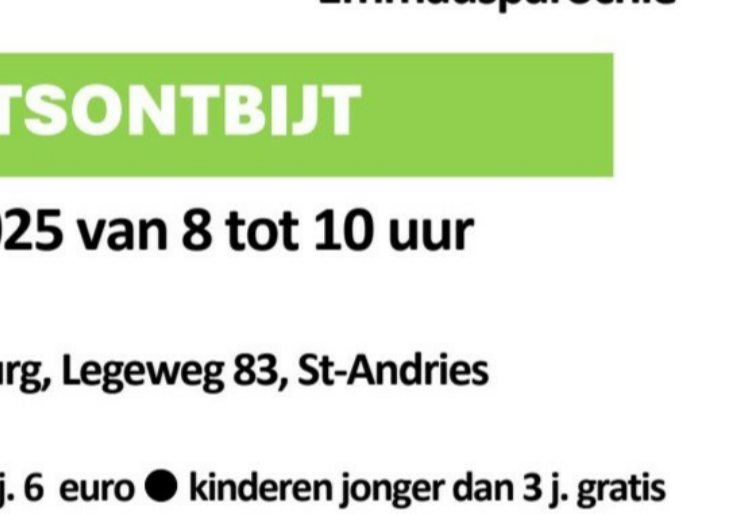 TSONTBIJT
025 van 8 tot 10 uur
rg, Legeweg 83, St-Andries
j. 6 euro ● kinderen jonger dan 3 j. gratis